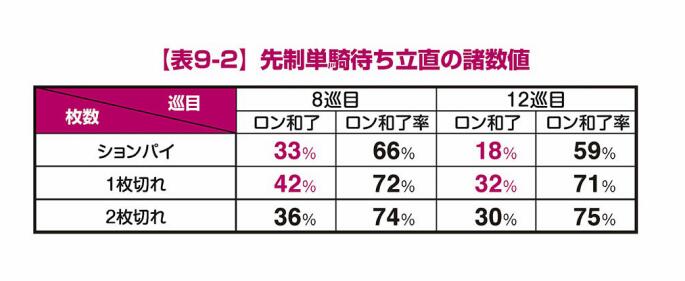 【表9-2】先制単騎待ち立直の諸数値
巡目 8巡目 12巡目
枚数 ロン和了 ロン和了率 ロン和了 ロン和了率
ションパイ 33% 66% 18% 59%
1枚切れ 42% 72% 32% 71%
2枚切れ 36% 74% 30% 75%